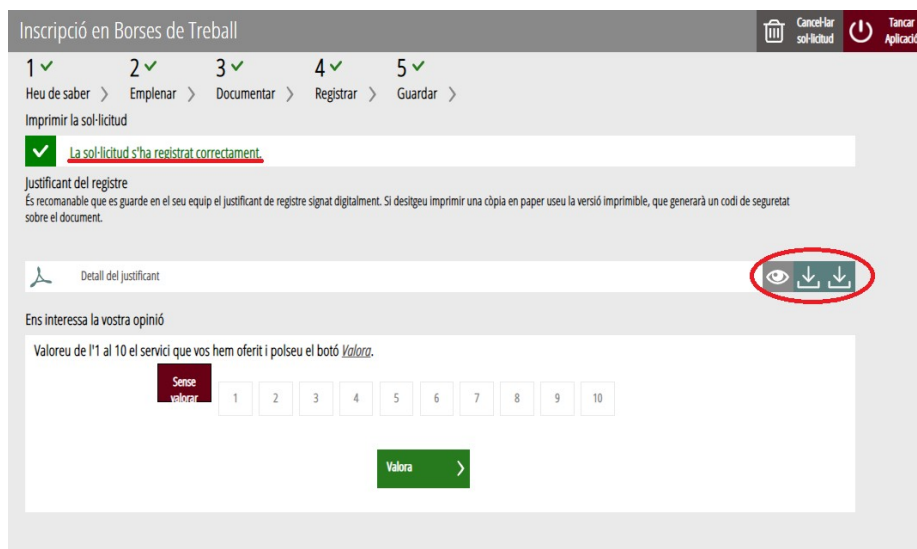 Inscripció en Borses de Treball
Cancel·lar
sol·licitud
Tancar
Aplicació
1 2 3 4 5
Heu de saber Emplenar Documentar Registrar Guardar
Imprimir la sol·licitud
La sol·licitud s'ha registrat correctament.
Justificant del registre
És recomanable que es guarde en el seu equip el justificant de registre signat digitalment. Si desitgeu imprimir una còpia en paper useu la versió imprimible, que generarà un codi de seguretat
sobre el document.
Detall del justificant
Ens interessa la vostra opinió
Valoreu de l'1 al 10 el servici que vos hem oferit i polseu el botó Valora.
Sense
valorar
1 2 3 4 5 6 7 8 9 10
Valora